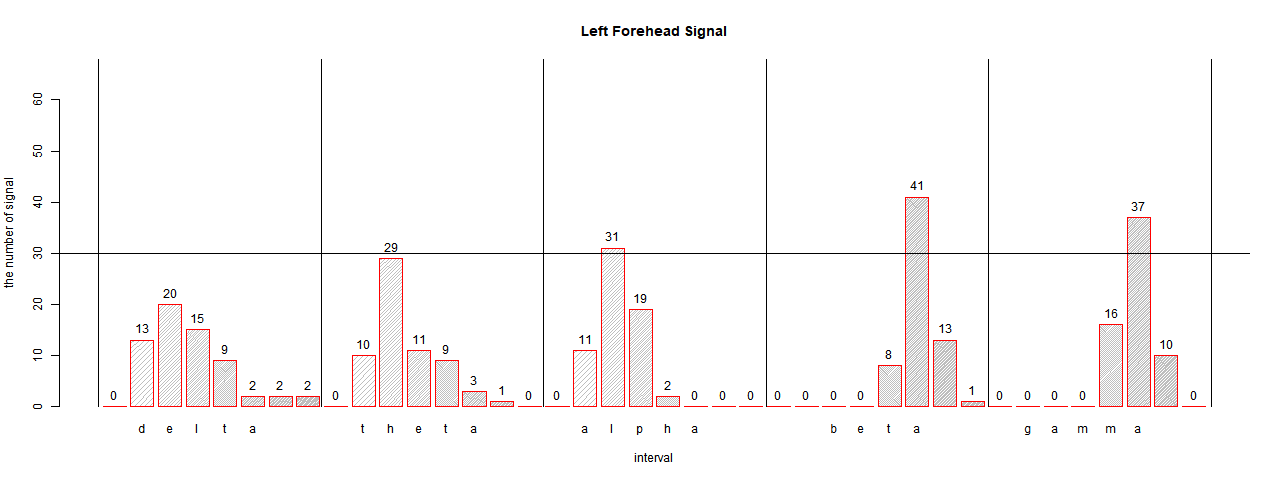 Left Forehead Signal
the number of signal
60
50
40
30
20
10
0
0 13 20 15 9 2 2 2 0 10 29 11 9 3 1 0 0 11 31 19 2 0 0 0 0 0 0 0 8 41 13 1 0 0 0 0 16 37 10 0
d e l t a t h e t a a l p h a b e t a g a m m a
interval